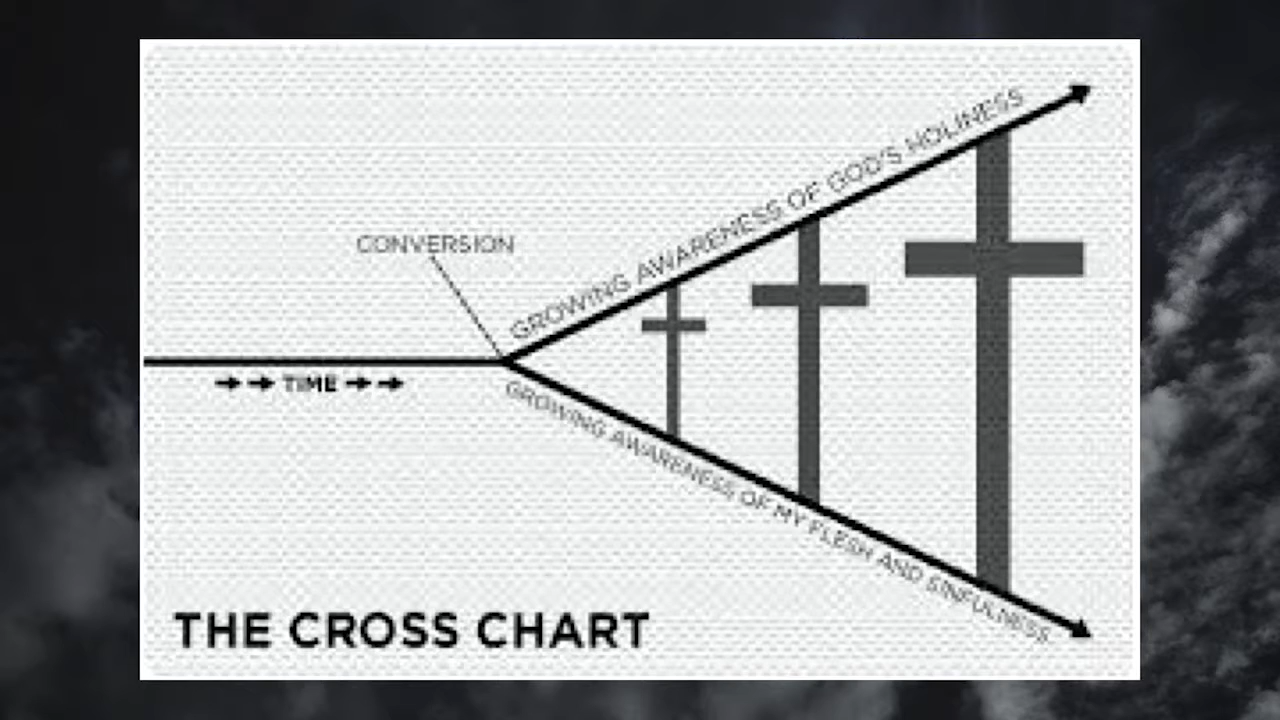 GROWING AWARENESS OF GOD'S HOLINESS
CONVERSION
TIME
GROWING AWARENESS OF MY FLESH AND SINFULNESS
THE CROSS CHART